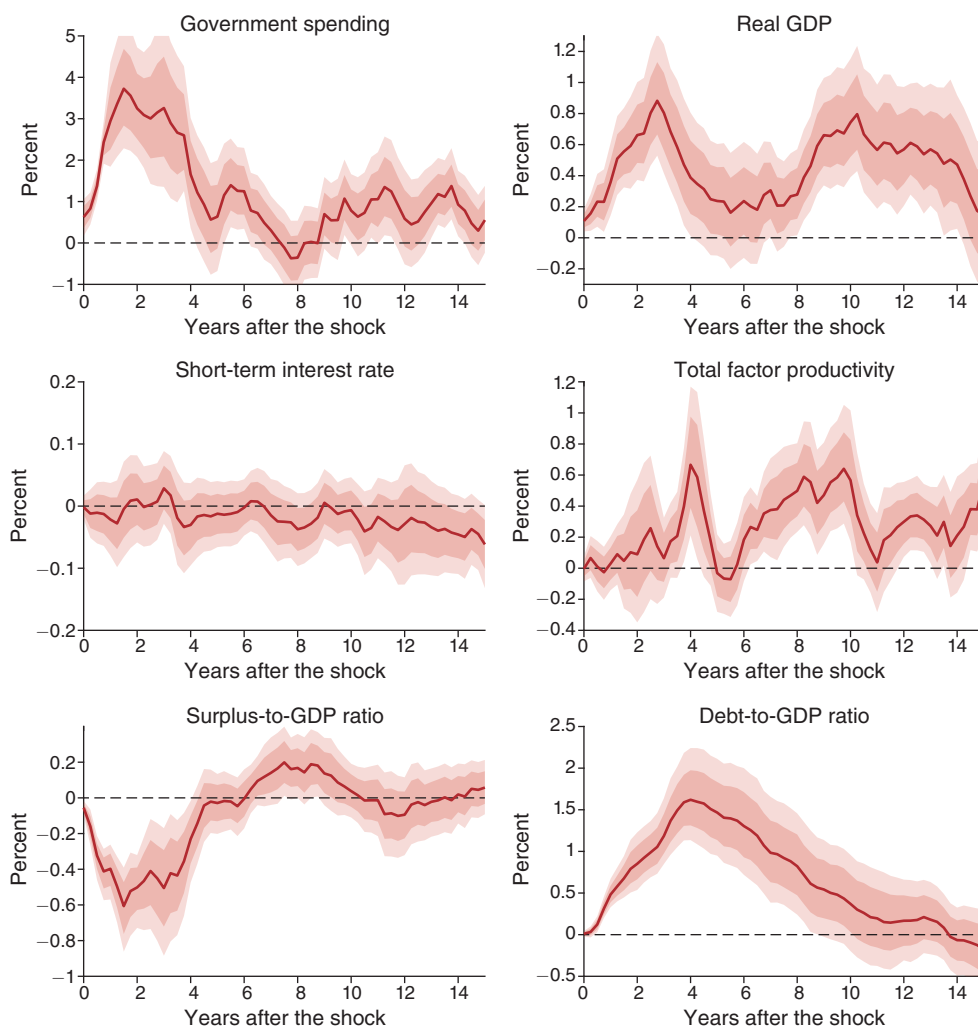 Government spending
5
4
3
2
1
0
−1
Percent
0 2 4 6 8 10 12 14
Years after the shock
Real GDP
1.2
1
0.8
0.6
0.4
0.2
0
−0.2
Percent
0 2 4 6 8 10 12 14
Years after the shock
Short-term interest rate
0.2
0.1
0
−0.1
−0.2
Percent
0 2 4 6 8 10 12 14
Years after the shock
Total factor productivity
1.2
1
0.8
0.6
0.4
0.2
0
−0.2
−0.4
Percent
0 2 4 6 8 10 12 14
Years after the shock
Surplus-to-GDP ratio
0.2
0
−0.2
−0.4
−0.6
−0.8
−1
Percent
0 2 4 6 8 10 12 14
Years after the shock
Debt-to-GDP ratio
2.5
2
1.5
1
0.5
0
−0.5
Percent
0 2 4 6 8 10 12 14
Years after the shock